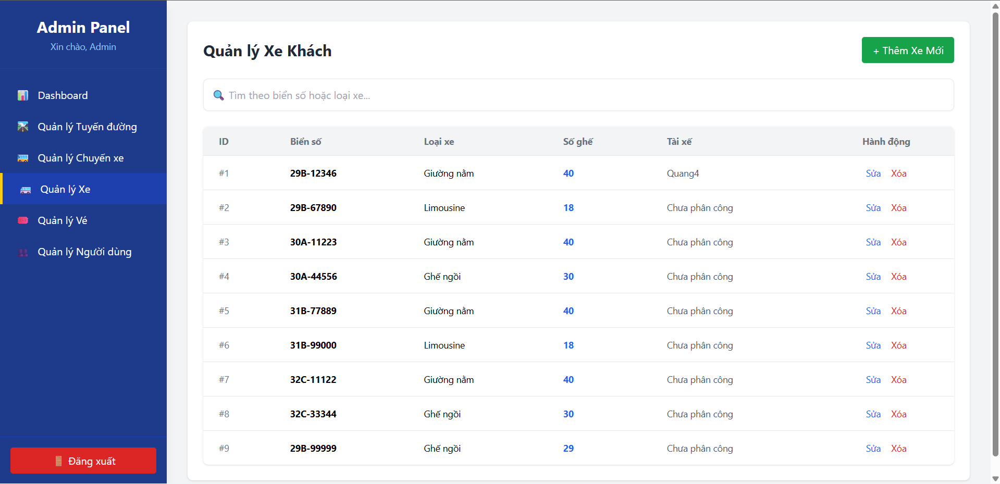 Admin Panel
Xin chào, Admin
Dashboard
Quản lý Tuyến đường
Quản lý Chuyến xe
Quản lý Xe
Quản lý Vé
Quản lý Người dùng
Đăng xuất
Quản lý Xe Khách
+ Thêm Xe Mới
Tìm theo biển số hoặc loại xe...
ID Biển số Loại xe Số ghế Tài xế Hành động
#1 29B-12346 Giường nằm 40 Quang4 Sửa Xóa
#2 29B-67890 Limousine 18 Chưa phân công Sửa Xóa
#3 30A-11223 Giường nằm 40 Chưa phân công Sửa Xóa
#4 30A-44556 Ghế ngồi 30 Chưa phân công Sửa Xóa
#5 31B-77889 Giường nằm 40 Chưa phân công Sửa Xóa
#6 31B-99000 Limousine 18 Chưa phân công Sửa Xóa
#7 32C-11122 Giường nằm 40 Chưa phân công Sửa Xóa
#8 32C-33344 Ghế ngồi 30 Chưa phân công Sửa Xóa
#9 29B-99999 Ghế ngồi 29 Chưa phân công Sửa Xóa